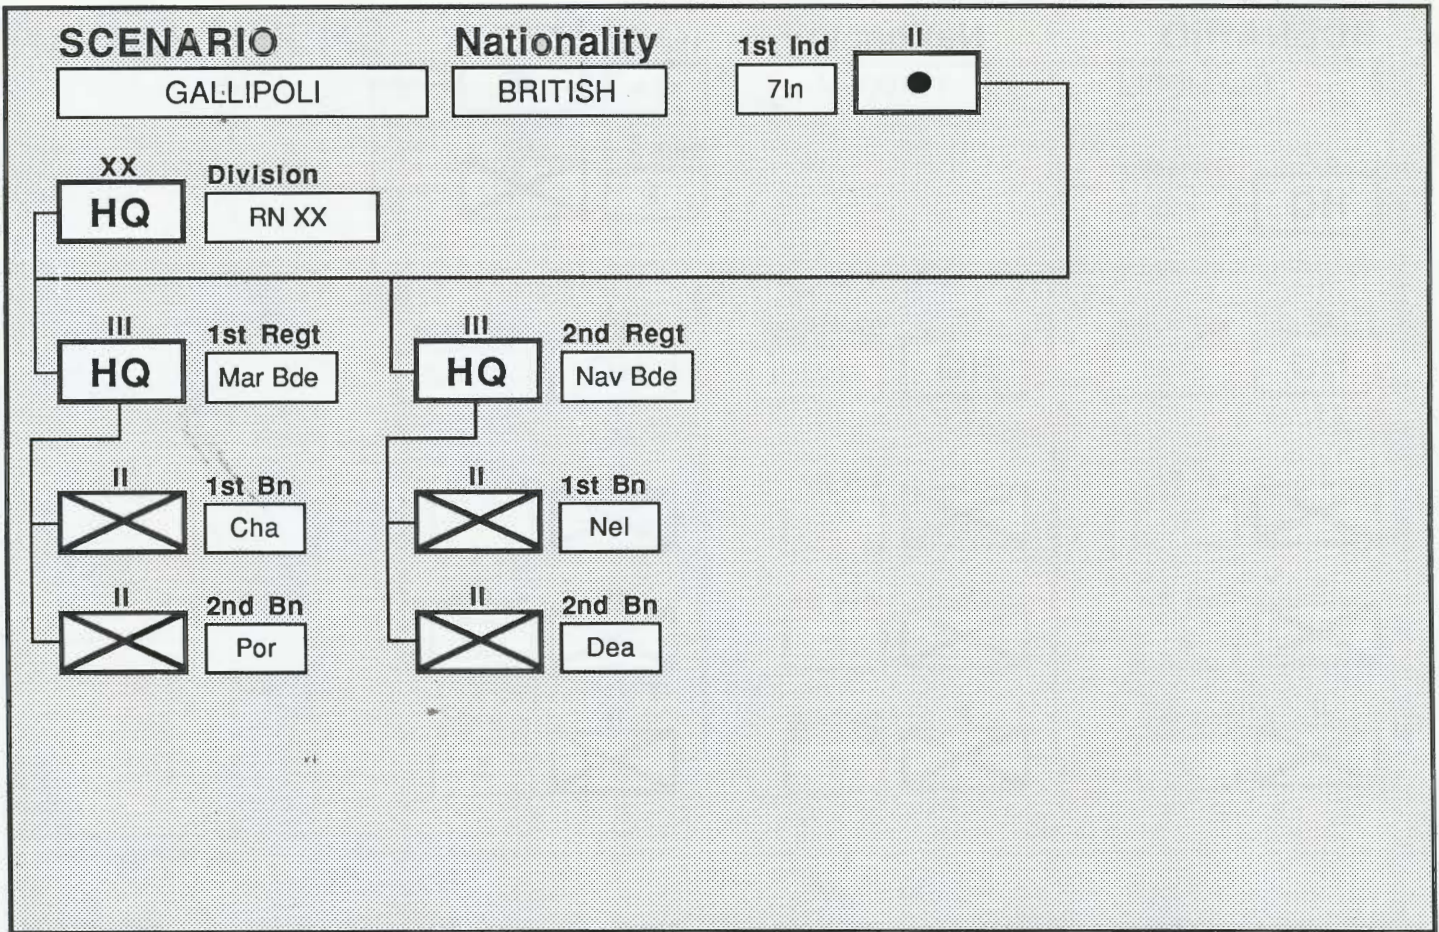 SCENARIO
GALLIPOLI
Nationality
BRITISH
1st Ind
7In
II
XX
HQ
Division
RN XX
III
HQ
1st Regt
Mar Bde
III
HQ
2nd Regt
Nav Bde
II
1st Bn
Cha
II
1st Bn
Nel
II
2nd Bn
Por
II
2nd Bn
Dea